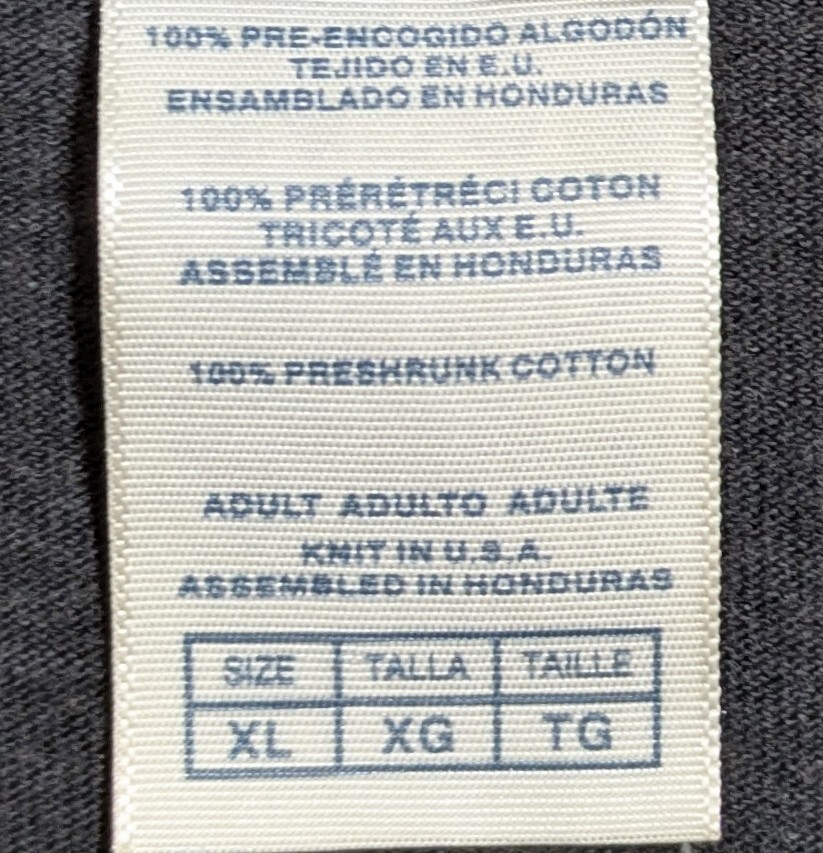 100% PRE-ENCOGIDO ALGODÓN
TEJIDO EN E.U.
ENSAMBLADO EN HONDURAS
100% PRÉRÉTRÉCI COTON
TRICOTÉ AUX E.U.
ASSEMBLÉ EN HONDURAS
100% PRESHRUNK COTTON
ADULT ADULTO ADULTE
KNIT IN U.S.A.
ASSEMBLED IN HONDURAS
SIZE TALLA TAILLE
XL XG TG